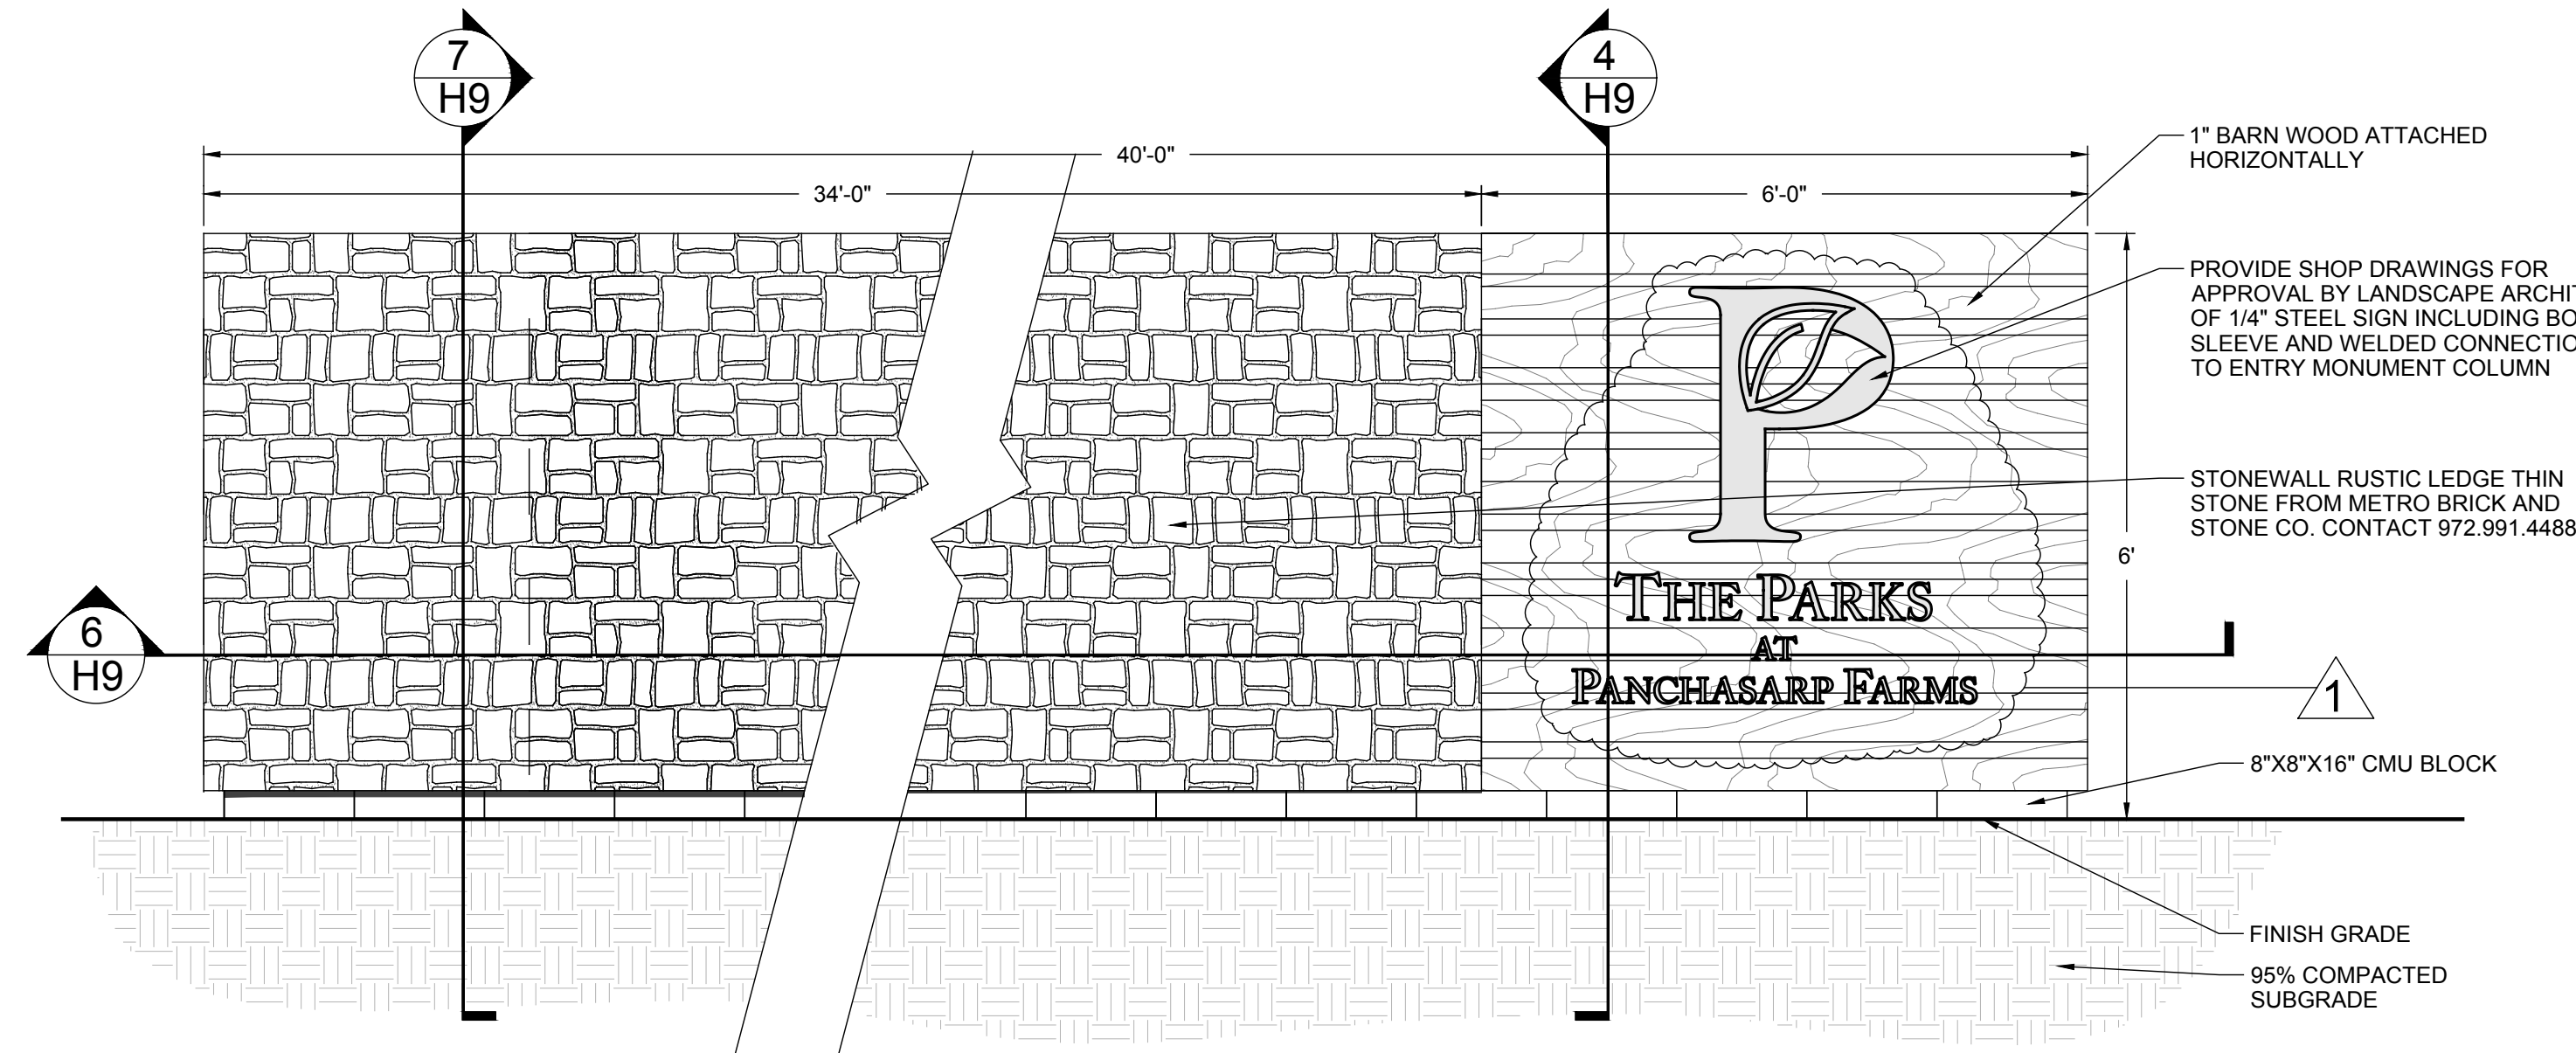 7
H9
4
H9
40'-0"
34'-0"
6'-0"
1" BARN WOOD ATTACHED
HORIZONTALLY
PROVIDE SHOP DRAWINGS FOR
APPROVAL BY LANDSCAPE
OF 1/4" STEEL SIGN INCLUDING
SLEEVE AND WELDED
TO ENTRY MONUMENT COLUMN
STONEWALL RUSTIC LEDGE THIN
STONE FROM METRO BRICK AND
STONE CO. CONTACT 972.991.4488
6'
P
THE PARKS
AT
PANCHASARP FARMS
6
H9
1
8"X8"X16" CMU BLOCK
FINISH GRADE
95% COMPACTED
SUBGRADE